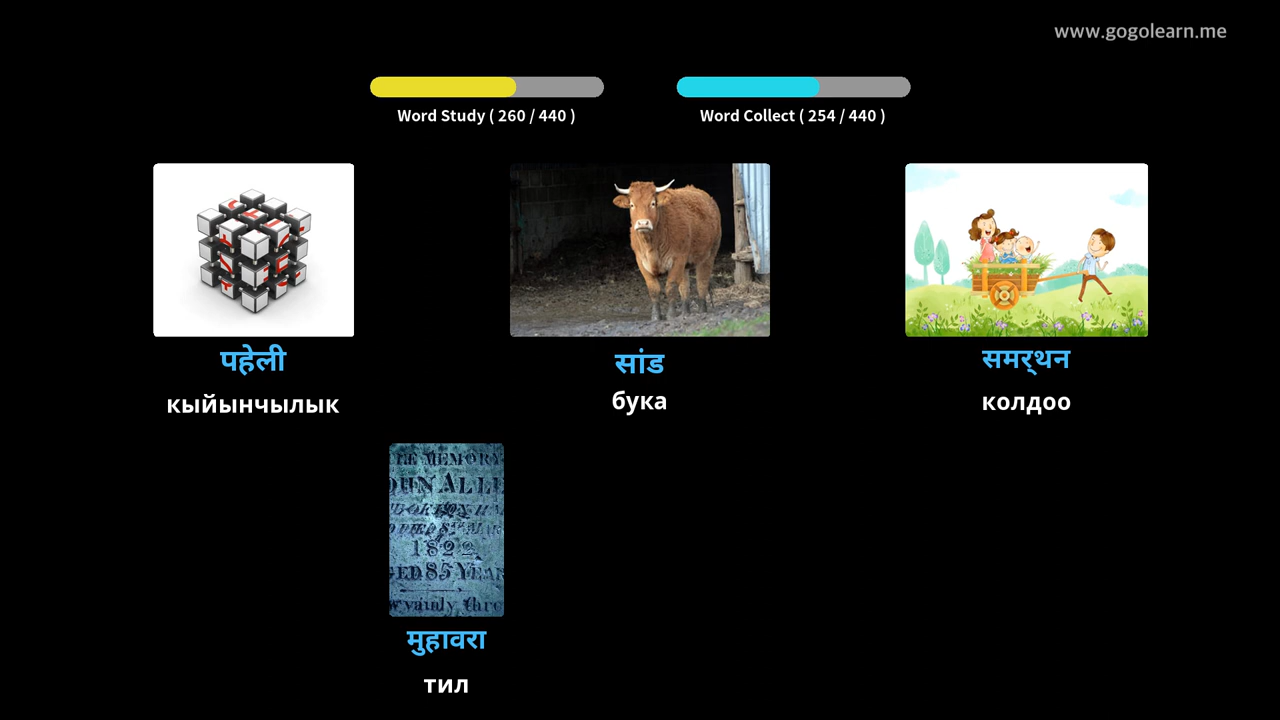 www.gogolearn.me
Word Study ( 260 / 440 )
Word Collect ( 254 / 440 )
पहेली
सांड
समर्थन
кыйынчылык
бука
колдоо
1822
मुहावरा
тил